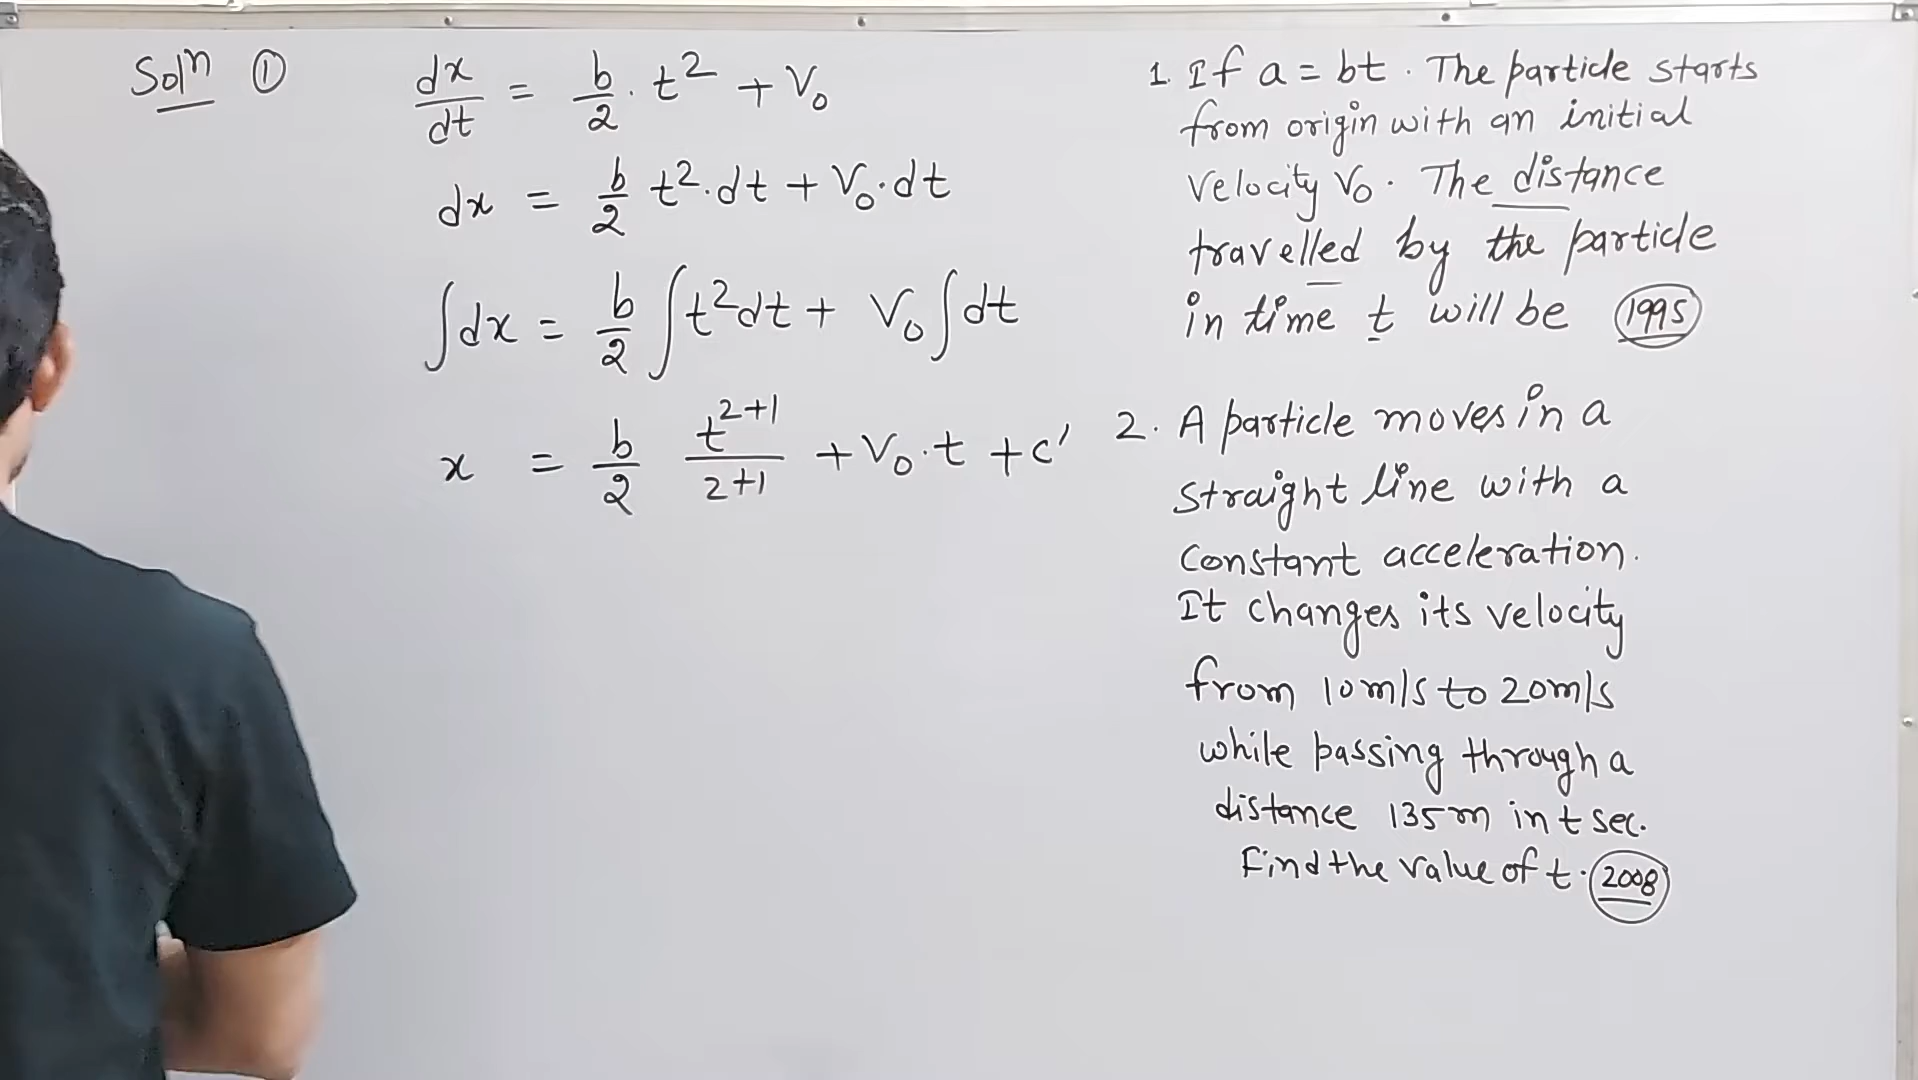 Solⁿ ①
dx/dt = b/2 . t² + V₀
dx = b/2 t².dt + V₀.dt
∫dx = b/2 ∫t²dt + V₀∫dt
x = b/2 t²⁺¹/2+1 + V₀.t + c'
1. If a = bt . The particle starts
from origin with an initial
Velocity V₀. The distance
travelled by the particle
in time t will be 1995
2. A particle moves in a
straight line with a
Constant acceleration.
It changes its velocity
from 10m/s to 20m/s
while passing through a
distance 135m in t sec.
Find the value of t. 2008